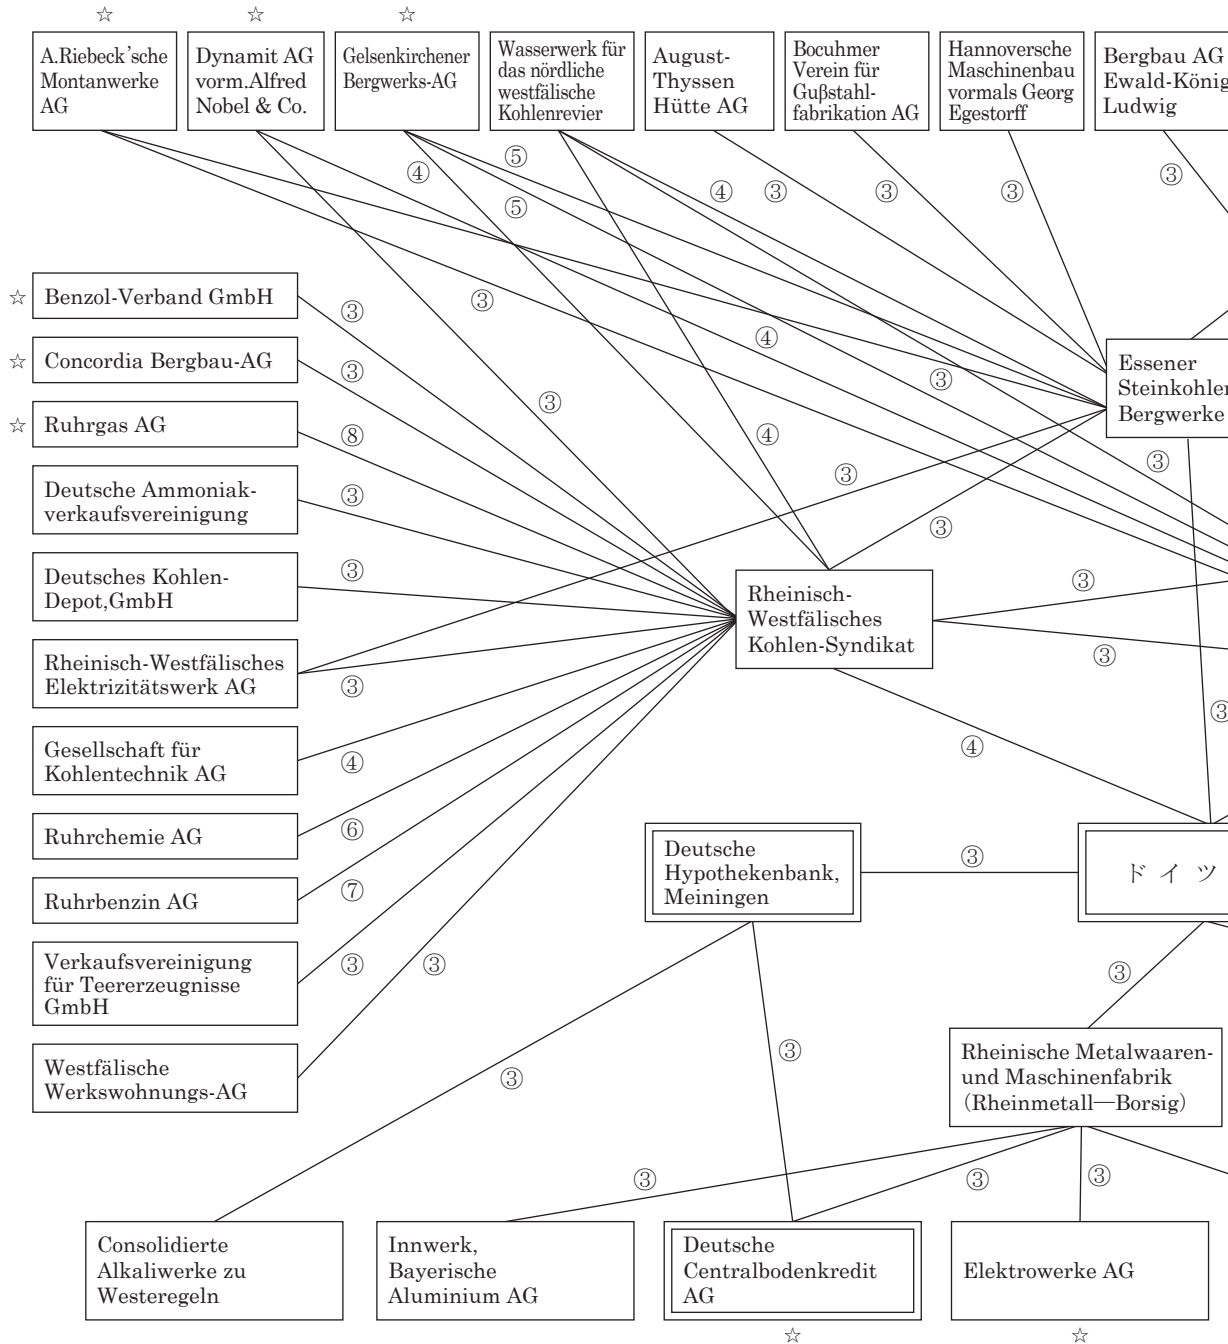 ☆
☆
☆
A.Riebeck'sche
Montanwerke
AG
Dynamit AG
vorm.Alfred
Nobel & Co.
Gelsenkirchener
Bergwerks-AG
Wasserwerk für
das nördliche
westfälische
Kohlenrevier
August-
Thyssen
Hütte AG
Bocuhmer
Verein für
Gußstahl-
fabrikation AG
Hannoversche
Maschinenbau
vormals Georg
Egestorff
Bergbau AG
Ewald-König
Ludwig
④
⑤
⑤
④
③
③
③
③
☆ Benzol-Verband GmbH
③
③
④
☆ Concordia Bergbau-AG
③
③
Essener
Steinkohlen
Bergwerke
☆ Ruhrgas AG
⑧
③
④
③
③
Deutsche Ammoniak-
verkaufsvereinigung
③
③
Deutsches Kohlen-
Depot,GmbH
③
Rheinisch-
Westfälisches
Kohlen-Syndikat
③
③
Rheinisch-Westfälisches
Elektrizitätswerk AG
③
③
Gesellschaft für
Kohlentechnik AG
④
④
Ruhrchemie AG
⑥
Deutsche
Hypothekenbank,
Meiningen
③
ドイツ
Ruhrbenzin AG
⑦
Verkaufsvereinigung
für Teererzeugnisse
GmbH
③
③
③
Westfälische
Werkswohnungs-AG
③
③
Rheinische Metalwaaren-
und Maschinenfabrik
(Rheinmetall—Borsig)
③
③
③
Consolidierte
Alkaliwerke zu
Westeregeln
Innwerk,
Bayerische
Aluminium AG
Deutsche
Centralbodenkredit
AG
Elektrowerke AG
☆
☆